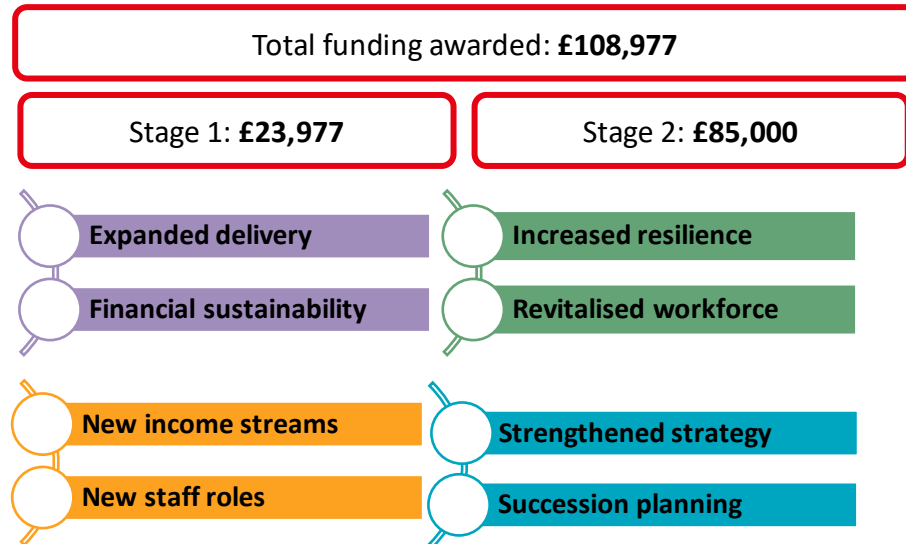 Total funding awarded: £108,977
Stage 1: £23,977
Stage 2: £85,000
Expanded delivery
Financial sustainability
Increased resilience
Revitalised workforce
New income streams
New staff roles
Strengthened strategy
Succession planning